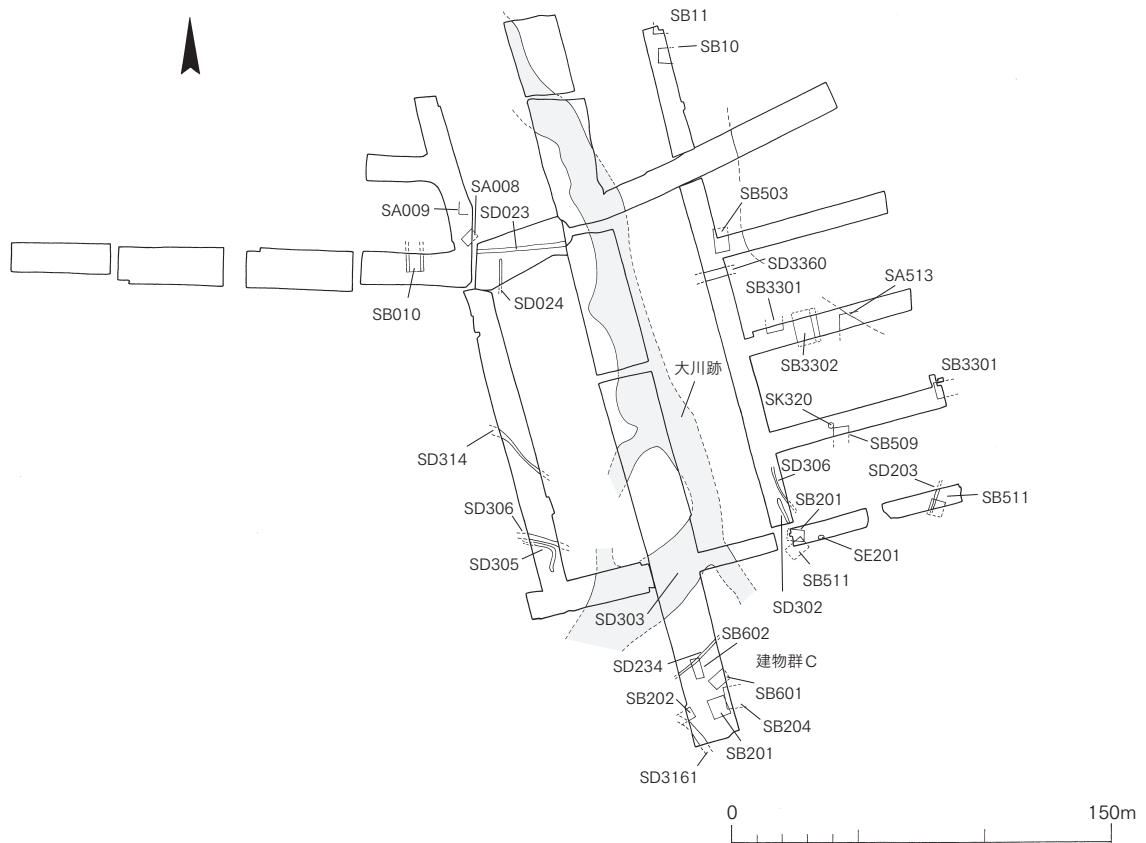 SB11
SB10
SA008
SA009
SD023
SB503
SD3360
SB3301
SA513
SB010
SD024
大川跡
SB3302
SB3301
SK320
SB509
SD314
SD306
SD203
SB201
SB511
SD306
SD305
SE201
SB511
SD302
SD303
SB602
SD234
建物群C
SB601
SB202
SB204
SB201
SD3161
0
150m